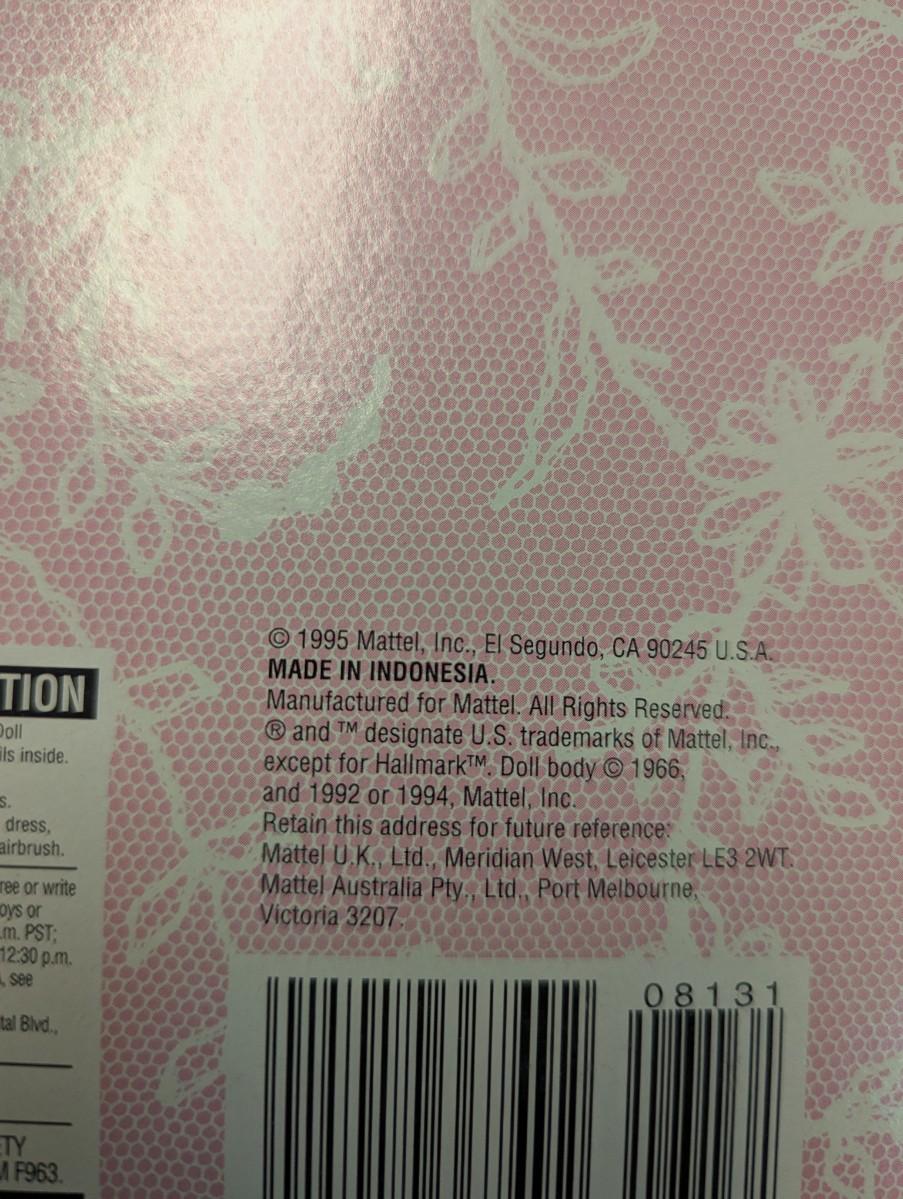 © 1995 Mattel, Inc., El Segundo, CA 90245 U.S.A.
MADE IN INDONESIA.
Manufactured for Mattel. All Rights Reserved.
® and ™ designate U.S. trademarks of Mattel, Inc.,
except for Hallmark™. Doll body © 1966,
and 1992 or 1994, Mattel, Inc.
Retain this address for future reference:
Mattel U.K., Ltd., Meridian West, Leicester LE3 2WT.
Mattel Australia Pty., Ltd., Port Melbourne,
Victoria 3207.
08131
TION
Doll
ils inside.
s.
dress,
airbrush.
ree or write
oys or
.m. PST;
12:30 p.m.
, see
tal Blvd.,
ETY
M F963.